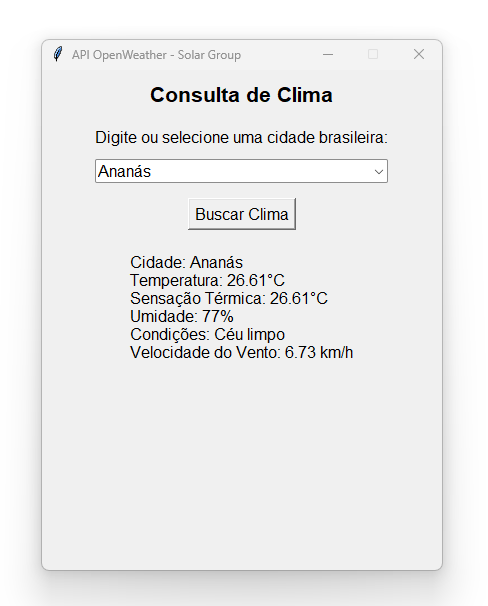 API OpenWeather - Solar Group
Consulta de Clima
Digite ou selecione uma cidade brasileira:
Ananás
Buscar Clima
Cidade: Ananás
Temperatura: 26.61°C
Sensação Térmica: 26.61°C
Umidade: 77%
Condições: Céu limpo
Velocidade do Vento: 6.73 km/h